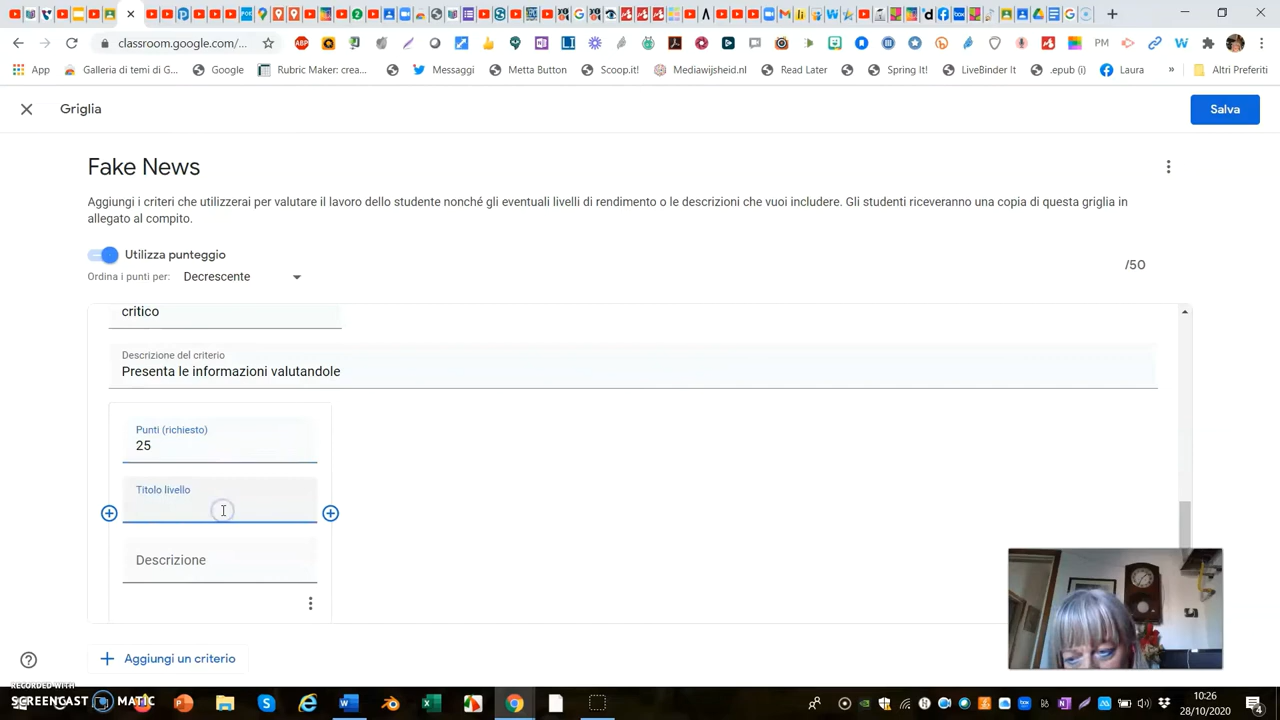 classroom.google.com/...
ABP
PM
App
Galleria di temi di G...
Google
Rubric Maker: crea...
Messaggi
Metta Button
Scoop.it!
Mediawijsheid.nl
Read Later
Spring It!
LiveBinder It
.epub (i)
Laura
»
Altri Preferiti
Griglia
Salva
Fake News
Aggiungi i criteri che utilizzerai per valutare il lavoro dello studente nonché gli eventuali livelli di rendimento o le descrizioni che vuoi includere. Gli studenti riceveranno una copia di questa griglia in
allegato al compito.
Utilizza punteggio
Ordina i punti per: Decrescente
/50
critico
Descrizione del criterio
Presenta le informazioni valutandole
Punti (richiesto)
25
Titolo livello
Descrizione
Aggiungi un criterio
RECORDED WITH
SCREENCAST MATIC
10:26
28/10/2020
4